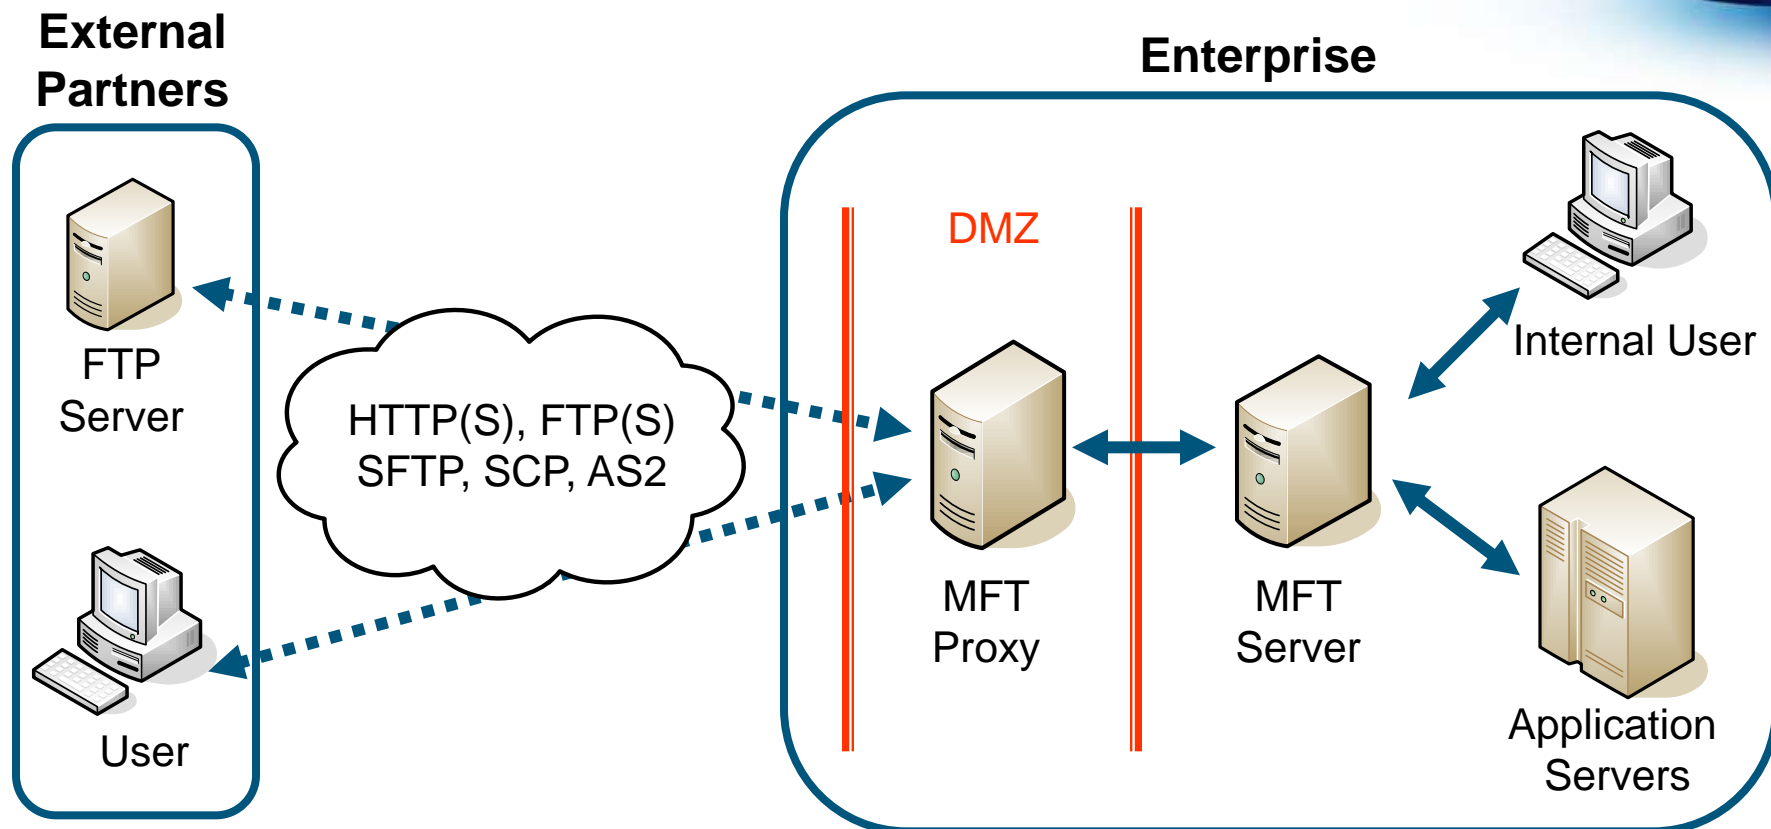 External
Partners
Enterprise
DMZ
FTP
Server
HTTP(S), FTP(S)
SFTP, SCP, AS2
Internal User
MFT
Proxy
MFT
Server
User
Application
Servers